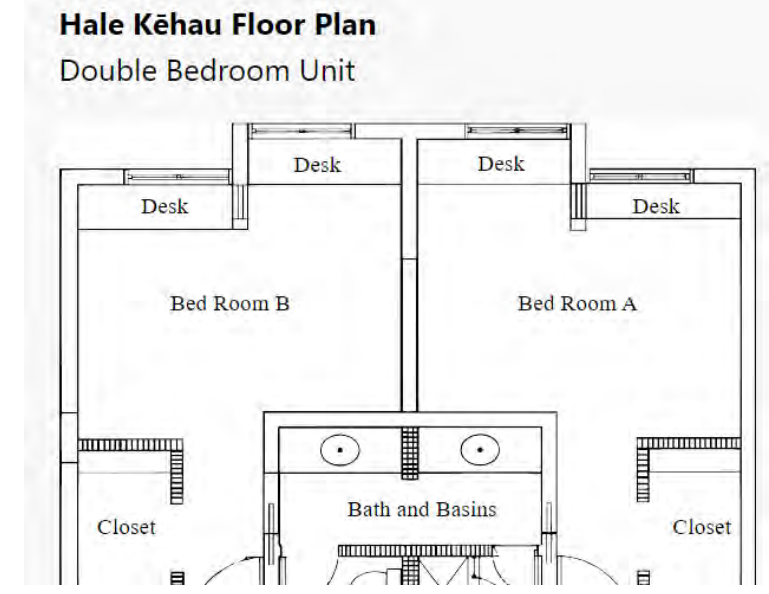 Hale Kēhau Floor Plan
Double Bedroom Unit
Desk
Desk
Desk
Desk
Bed Room B
Bed Room A
Bath and Basins
Closet
Closet